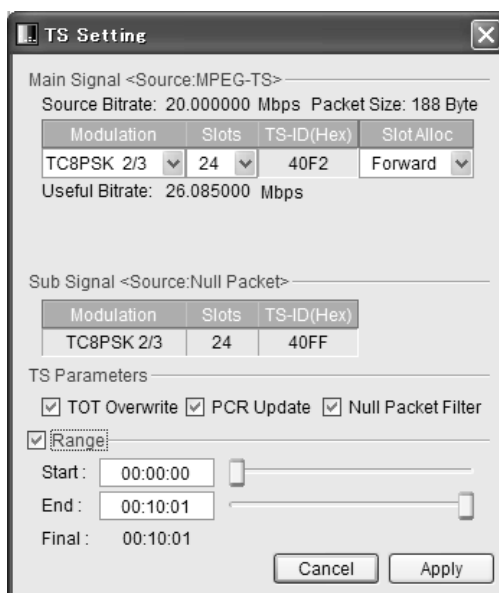 TS Setting
Main Signal <Source:MPEG-TS>
Source Bitrate: 20.000000 Mbps Packet Size: 188 Byte
Modulation Slots TS-ID(Hex) Slot Alloc
TC8PSK 2/3 24 40F2 Forward
Useful Bitrate: 26.085000 Mbps
Sub Signal <Source:Null Packet>
Modulation Slots TS-ID(Hex)
TC8PSK 2/3 24 40FF
TS Parameters
TOT Overwrite PCR Update Null Packet Filter
Range
Start : 00:00:00
End : 00:10:01
Final : 00:10:01
Cancel Apply